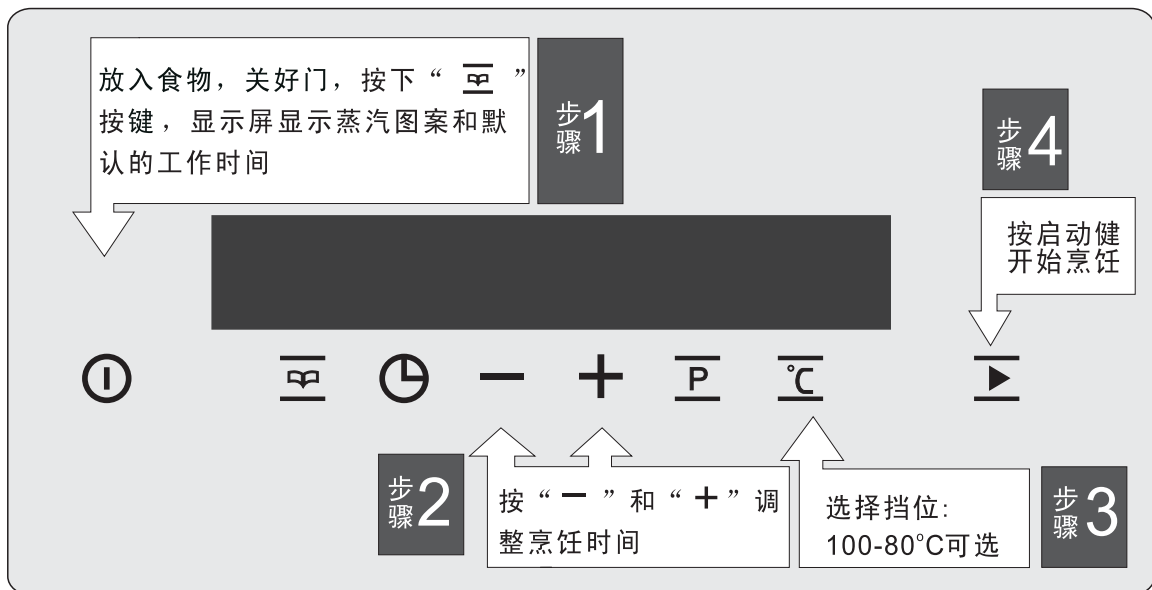 放入食物，关好门，按下“ ”
按键，显示屏显示蒸汽图案和默
认的工作时间
步骤1
步骤4
按启动健
开始烹饪
P
℃
步骤2
按“－”和“＋”调
整烹饪时间
选择挡位:
100-80°C可选
步骤3